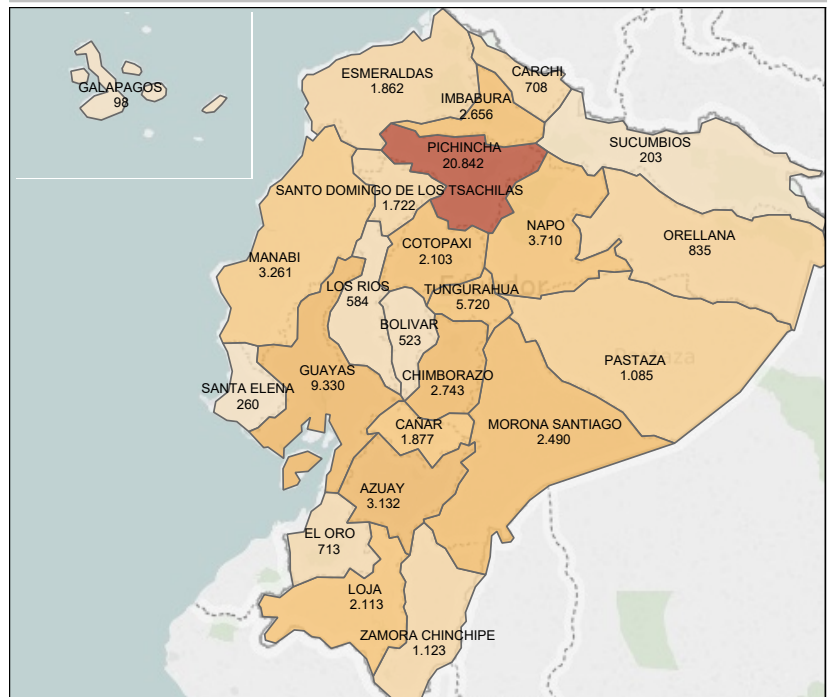 GALAPAGOS
98
ESMERALDAS
1.862
CARCHI
708
IMBABURA
2.656
SUCUMBIOS
203
PICHINCHA
20.842
SANTO DOMINGO DE LOS TSACHILAS
1.722
NAPO
3.710
ORELLANA
835
COTOPAXI
2.103
MANABI
3.261
LOS RIOS
584
TUNGURAHUA
5.720
Ecuador
BOLIVAR
523
PASTAZA
1.085
Pastaza
GUAYAS
9.330
CHIMBORAZO
2.743
SANTA ELENA
260
CAÑAR
1.877
MORONA SANTIAGO
2.490
AZUAY
3.132
EL ORO
713
LOJA
2.113
ZAMORA CHINCHIPE
1.123